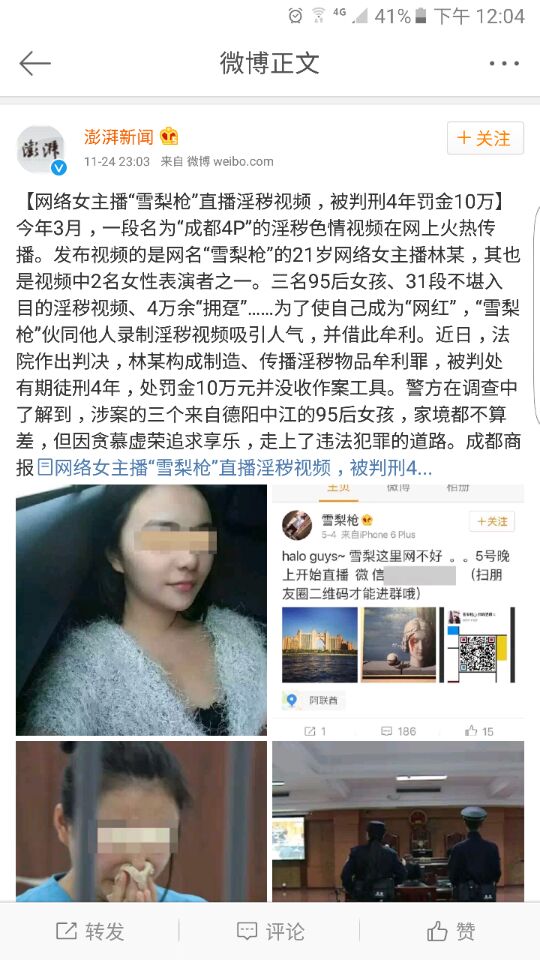 4G 41% 下午 12:04
微博正文
澎湃
澎湃新闻
+ 关注
11-24 23:03 来自 微博 weibo.com
【网络女主播“雪梨枪”直播淫秽视频，被判刑4年罚金10万】
今年3月，一段名为“成都4P”的淫秽色情视频在网上火热传
播。发布视频的是网名“雪梨枪”的21岁网络女主播林某，其也
是视频中2名女性表演者之一。三名95后女孩、31段不堪入
目的淫秽视频、4万余“拥趸”......为了使自己成为“网红”，“雪梨
枪”伙同他人录制淫秽视频吸引人气，并借此牟利。近日，法
院作出判决，林某构成制造、传播淫秽物品牟利罪，被判处
有期徒刑4年，处罚金10万元并没收作案工具。警方在调查中
了解到，涉案的三个来自德阳中江的95后女孩，家境都不算
差，但因贪慕虚荣追求享乐，走上了违法犯罪的道路。成都商
报 网络女主播“雪梨枪”直播淫秽视频，被判刑4...
主页 微博 相册
雪梨枪
+关注
5-4 来自iPhone 6 Plus
halo guys~ 雪梨这里网不好 。。5号晚
上开始直播 微信 （扫朋
友圈二维码才能进群哦）
阿联酋
1 186 15
转发 评论 赞